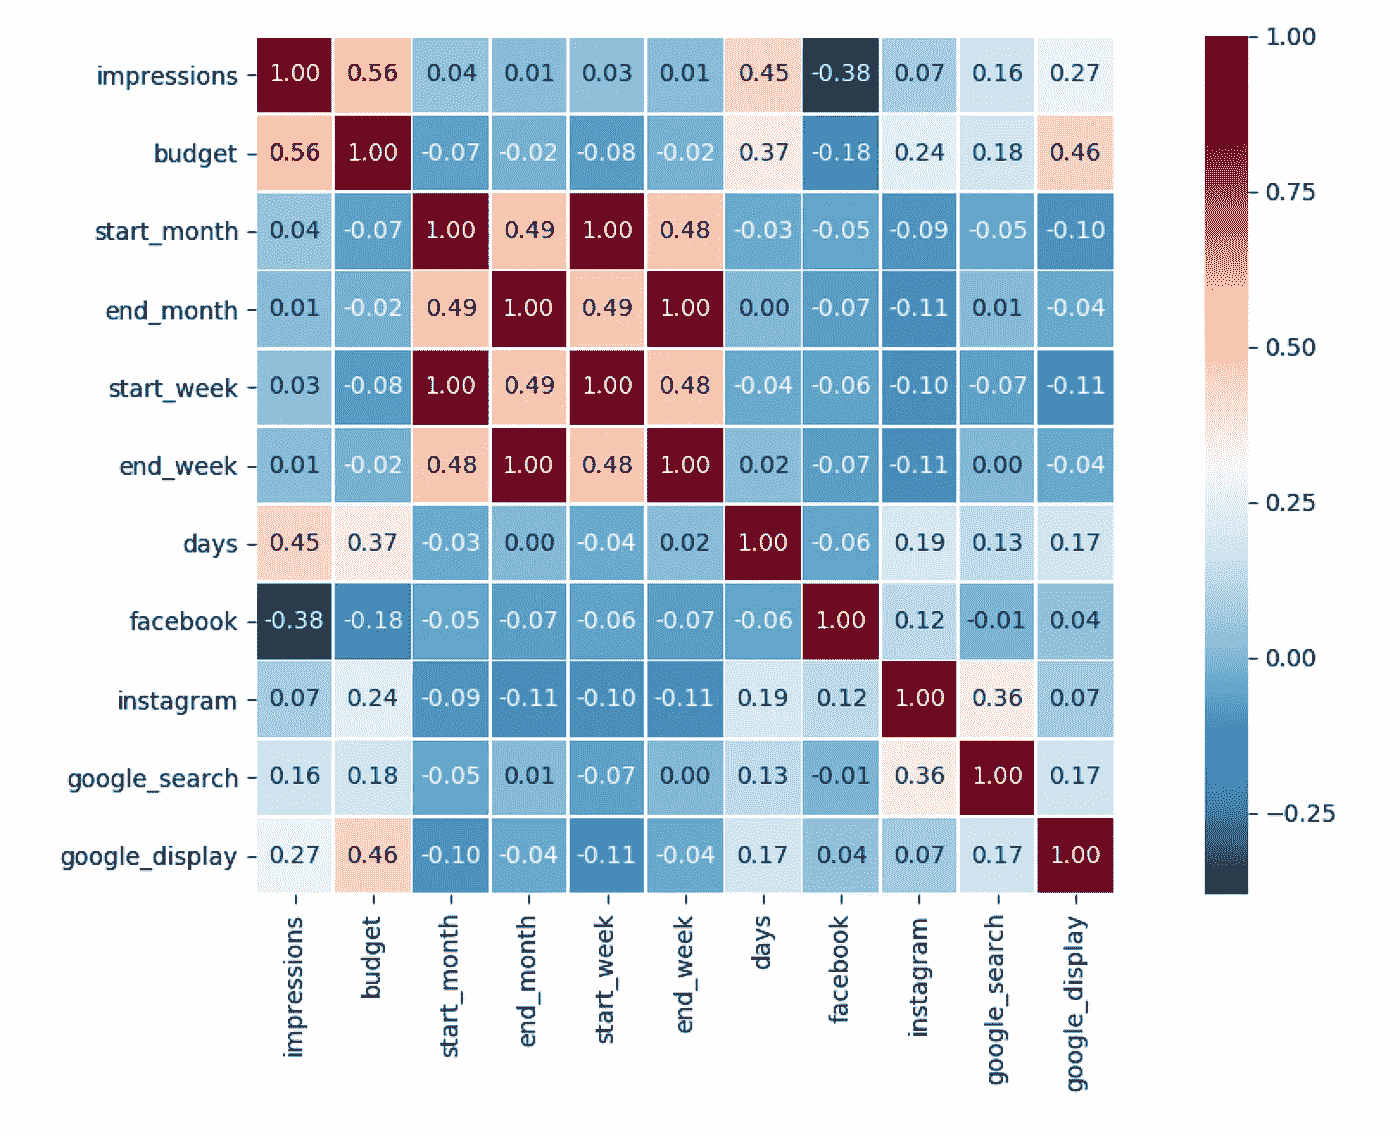 impressions 1.00 0.56 0.04 0.01 0.03 0.01 0.45 -0.38 0.07 0.16 0.27
budget 0.56 1.00 -0.07 -0.02 -0.08 -0.02 0.37 -0.18 0.24 0.18 0.46
start_month 0.04 -0.07 1.00 0.49 1.00 0.48 -0.03 -0.05 -0.09 -0.05 -0.10
end_month 0.01 -0.02 0.49 1.00 0.49 1.00 0.00 -0.07 -0.11 0.01 -0.04
start_week 0.03 -0.08 1.00 0.49 1.00 0.48 -0.04 -0.06 -0.10 -0.07 -0.11
end_week 0.01 -0.02 0.48 1.00 0.48 1.00 0.02 -0.07 -0.11 0.00 -0.04
days 0.45 0.37 -0.03 0.00 -0.04 0.02 1.00 -0.06 0.19 0.13 0.17
facebook -0.38 -0.18 -0.05 -0.07 -0.06 -0.07 -0.06 1.00 0.12 -0.01 0.04
instagram 0.07 0.24 -0.09 -0.11 -0.10 -0.11 0.19 0.12 1.00 0.36 0.07
google_search 0.16 0.18 -0.05 0.01 -0.07 0.00 0.13 -0.01 0.36 1.00 0.17
google_display 0.27 0.46 -0.10 -0.04 -0.11 -0.04 0.17 0.04 0.07 0.17 1.00
impressions
budget
start_month
end_month
start_week
end_week
days
facebook
instagram
google_search
google_display
1.00
0.75
0.50
0.25
0.00
−0.25